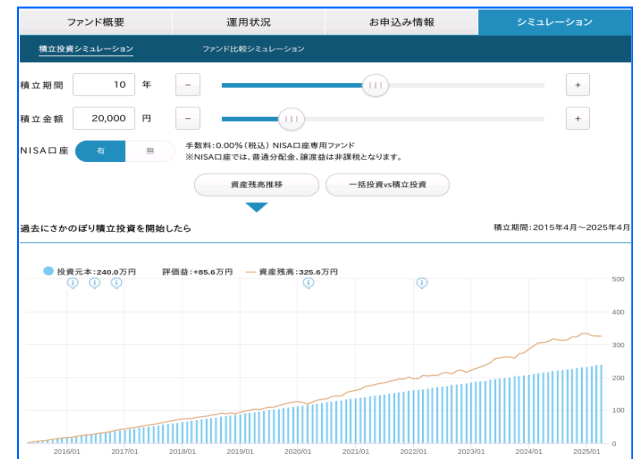 ファンド概要 運用状況 お申込み情報 シミュレーション
積立投資シミュレーション ファンド比較シミュレーション
積立期間 10 年 - +
積立金額 20,000 円 - +
NISA口座 有 無 手数料:0.00%(税込) NISA口座専用ファンド
※NISA口座では、普通分配金、譲渡益は非課税となります。
資産残高推移 一括投資vs積立投資
過去にさかのぼり積立投資を開始したら 積立期間:2015年4月~2025年4月
投資元本:240.0万円 評価益:+85.6万円 資産残高:325.6万円
500
400
300
200
100
0
2016/01 2017/01 2018/01 2019/01 2020/01 2021/01 2022/01 2023/01 2024/01 2025/01